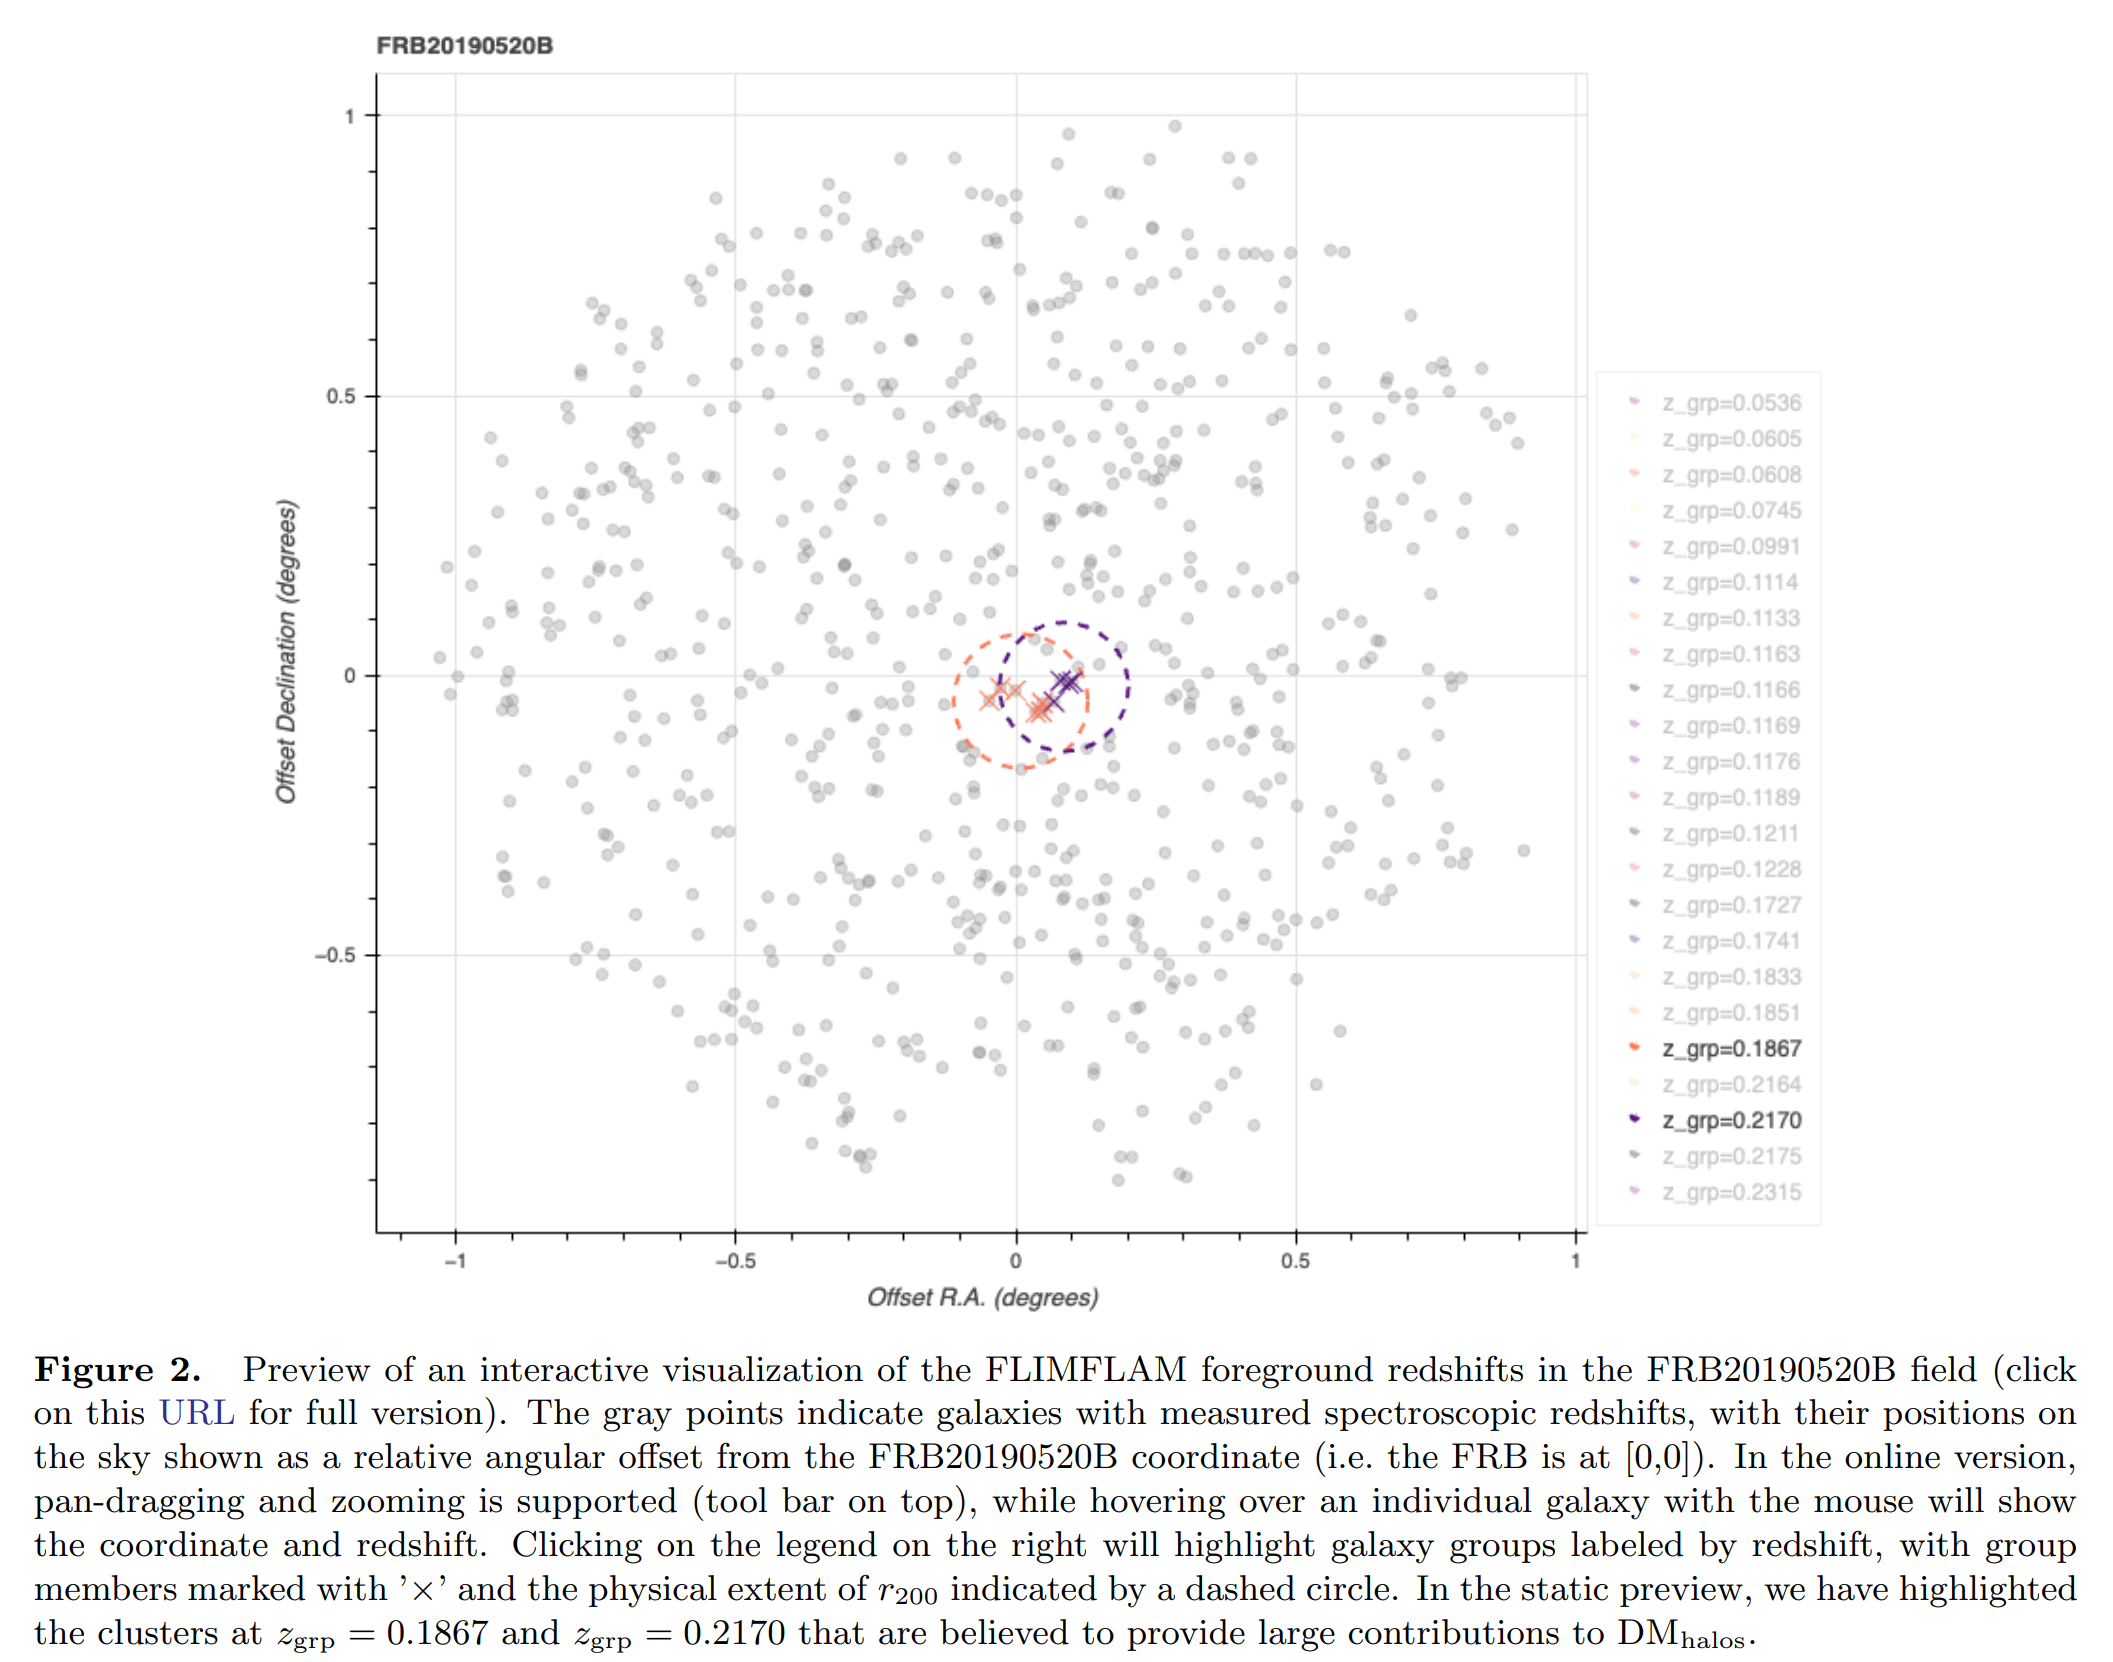 FRB20190520B
1
0.5
0
−0.5
Offset Declination (degrees)
−1
−0.5
0
0.5
1
Offset R.A. (degrees)
z_grp=0.0536
z_grp=0.0605
z_grp=0.0608
z_grp=0.0745
z_grp=0.0991
z_grp=0.1114
z_grp=0.1133
z_grp=0.1163
z_grp=0.1166
z_grp=0.1169
z_grp=0.1176
z_grp=0.1189
z_grp=0.1211
z_grp=0.1228
z_grp=0.1727
z_grp=0.1741
z_grp=0.1833
z_grp=0.1851
z_grp=0.1867
z_grp=0.2164
z_grp=0.2170
z_grp=0.2175
z_grp=0.2315
Figure 2. Preview of an interactive visualization of the FLIMFLAM foreground redshifts in the FRB20190520B field (click
on this URL for full version). The gray points indicate galaxies with measured spectroscopic redshifts, with their positions on
the sky shown as a relative angular offset from the FRB20190520B coordinate (i.e. the FRB is at [0,0]). In the online version,
pan-dragging and zooming is supported (tool bar on top), while hovering over an individual galaxy with the mouse will show
the coordinate and redshift. Clicking on the legend on the right will highlight galaxy groups labeled by redshift, with group
members marked with ’×’ and the physical extent of r₂₀₀ indicated by a dashed circle. In the static preview, we have highlighted
the clusters at z_grp = 0.1867 and z_grp = 0.2170 that are believed to provide large contributions to DM_halos.